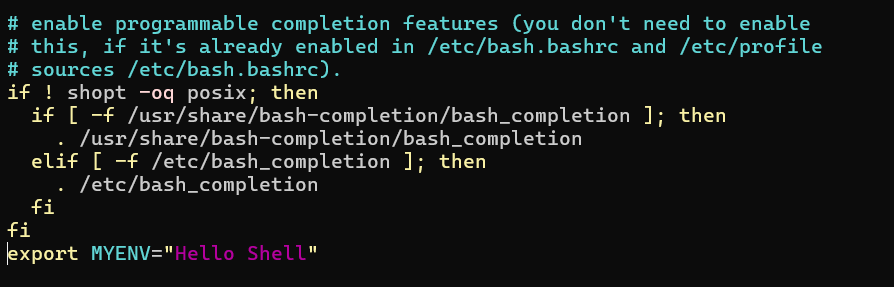 # enable programmable completion features (you don't need to enable
# this, if it's already enabled in /etc/bash.bashrc and /etc/profile
# sources /etc/bash.bashrc).
if ! shopt -oq posix; then
  if [ -f /usr/share/bash-completion/bash_completion ]; then
    . /usr/share/bash-completion/bash_completion
  elif [ -f /etc/bash_completion ]; then
    . /etc/bash_completion
  fi
fi
export MYENV="Hello Shell"